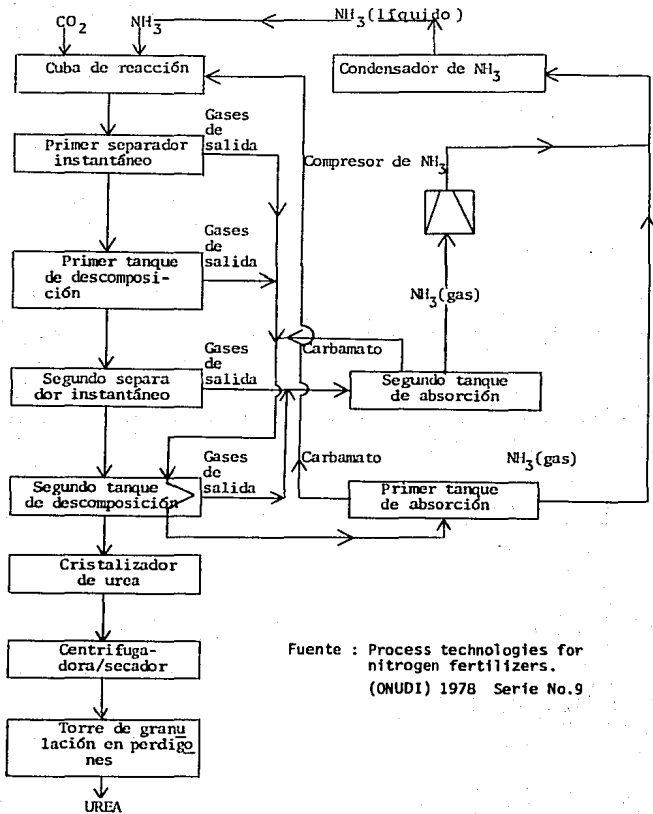 CO2
NH3
NH3(líquido)
Cuba de reacción
Condensador de NH3
Gases
de
salida
Primer separador
instantáneo
Compresor de NH3
Gases
de
salida
Primer tanque
de descomposi-
ción
NH3(gas)
Gases
de
salida
Carbamato
Segundo separa
dor instantáneo
Segundo tanque
de absorción
Gases
de
salida
Carbamato
NH3(gas)
Segundo tanque
de descomposición
Primer tanque
de absorción
Cristalizador
de urea
Centrifuga-
dora/secador
Fuente : Process technologies for
nitrogen fertilizers.
(ONUDI) 1978 Serie No.9
Torre de granu
lación en perdigo
nes
UREA